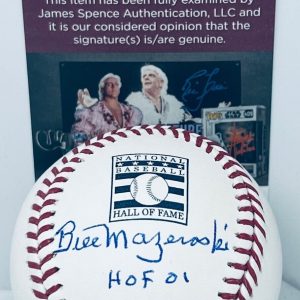 This item has been fully examined by
James Spence Authentication, LLC and
it is our considered opinion that the
signature(s) is/are genuine.
NATIONAL
BASEBALL
HALL OF FAME
Bill Mazeroski
HOF 01